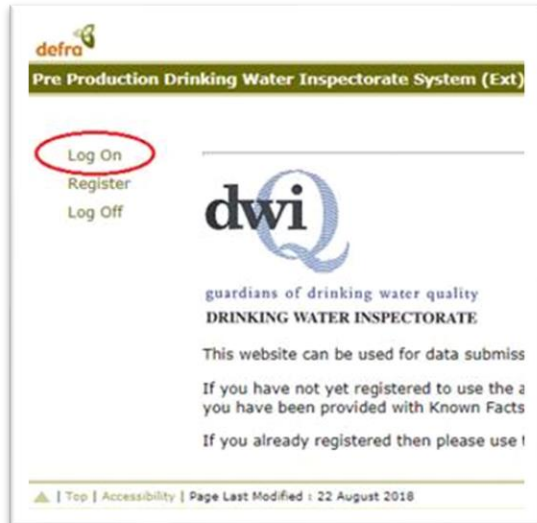 defra
Pre Production Drinking Water Inspectorate System (Ext)
Log On
Register
Log Off
dwi
guardians of drinking water quality
DRINKING WATER INSPECTORATE
This website can be used for data submiss
If you have not yet registered to use the a
you have been provided with Known Facts
If you already registered then please use t
Top | Accessibility | Page Last Modified : 22 August 2018